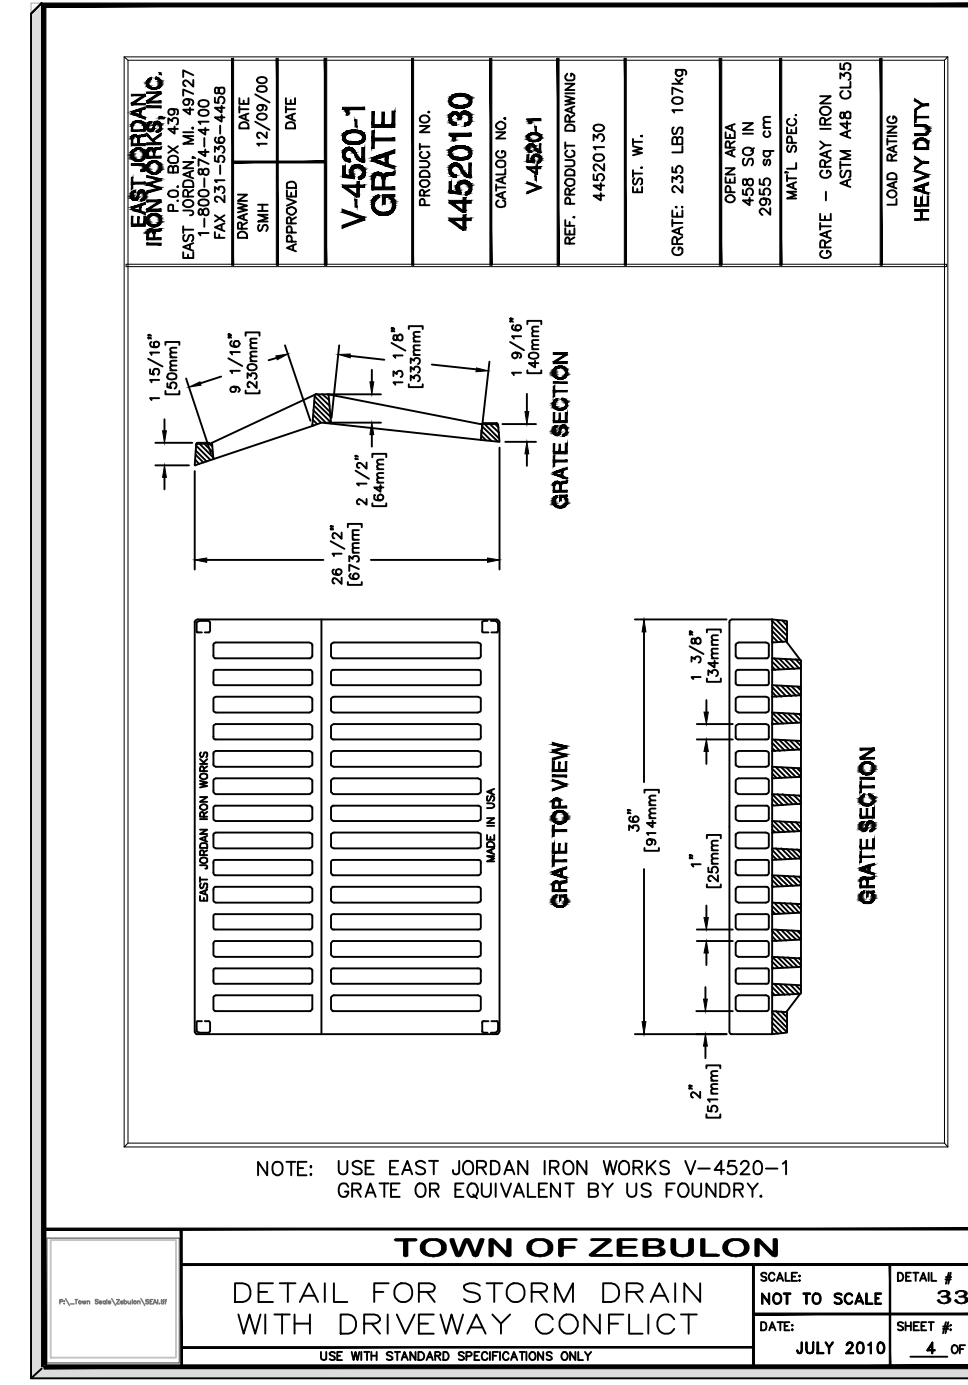 EAST JORDAN
IRON WORKS, INC.
P.O. BOX 439
EAST JORDAN, MI. 49727
1-800-874-4100
FAX 231-536-4458
DRAWN
SMH
DATE
12/09/00
APPROVED
DATE
V-4520-1
GRATE
PRODUCT NO.
44520130
CATALOG NO.
V-4520-1
REF. PRODUCT DRAWING
44520130
EST. WT.
GRATE: 235 LBS 107kg
OPEN AREA
458 SQ IN
2955 sq cm
MAT'L SPEC.
GRATE - GRAY IRON
ASTM A48 CL35
LOAD RATING
HEAVY DUTY
1 15/16"
[50mm]
9 1/16"
[230mm]
13 1/8"
[333mm]
1 9/16"
[40mm]
2 1/2"
[64mm]
26 1/2"
[673mm]
GRATE SECTION
EAST JORDAN IRON WORKS
MADE IN USA
GRATE TOP VIEW
36"
[914mm]
1 3/8"
[34mm]
1"
[25mm]
2"
[51mm]
GRATE SECTION
NOTE: USE EAST JORDAN IRON WORKS V-4520-1
GRATE OR EQUIVALENT BY US FOUNDRY.
P:\_Town Seals\Zebulon\SEAL.tif
TOWN OF ZEBULON
DETAIL FOR STORM DRAIN
WITH DRIVEWAY CONFLICT
USE WITH STANDARD SPECIFICATIONS ONLY
SCALE:
NOT TO SCALE
DETAIL #
33
DATE:
JULY 2010
SHEET #:
4 OF